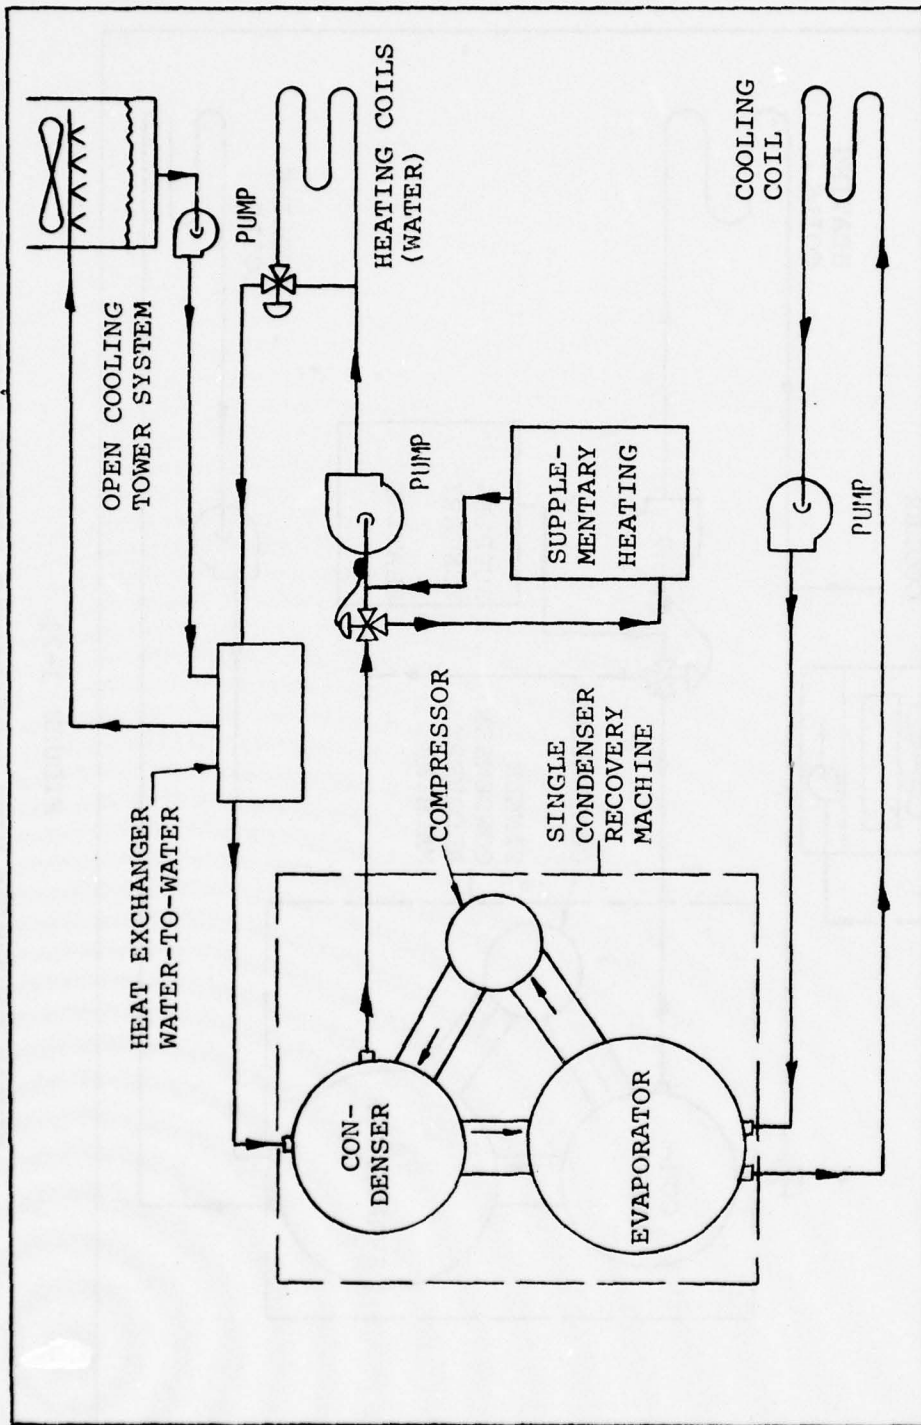 OPEN COOLING
TOWER SYSTEM
PUMP
HEATING COILS
(WATER)
HEAT EXCHANGER
WATER-TO-WATER
PUMP
COMPRESSOR
SUPPLE-
MENTARY
HEATING
CON-
DENSER
SINGLE
CONDENSER
RECOVERY
MACHINE
EVAPORATOR
COOLING
COIL
PUMP